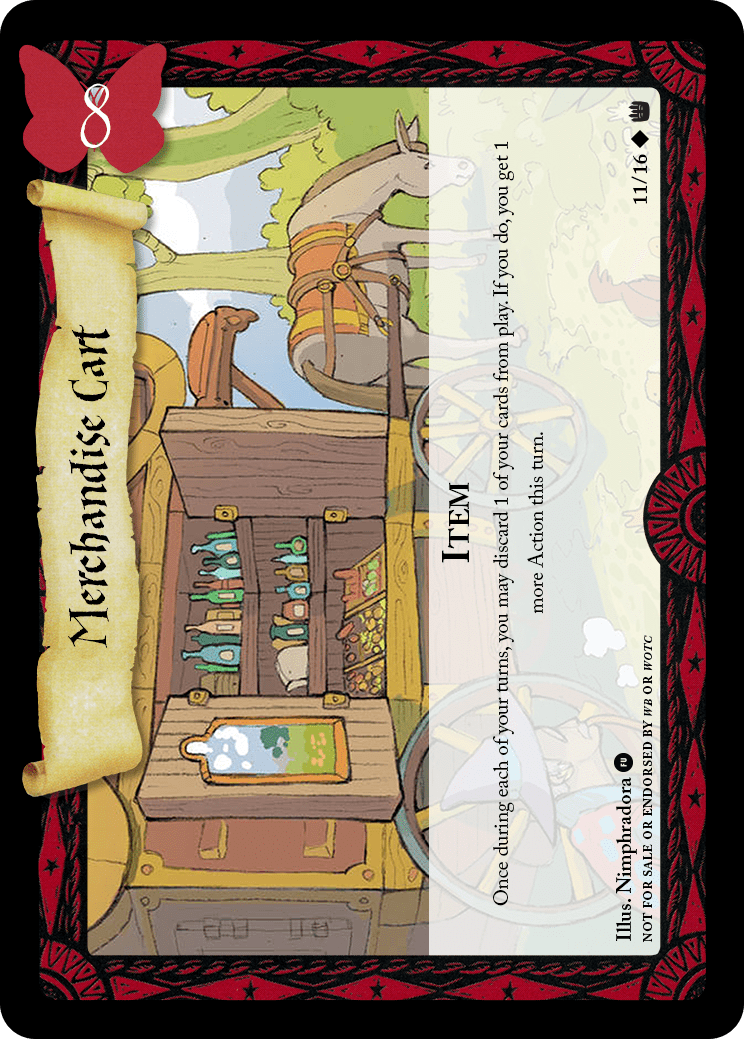 8
Merchandise Cart
ITEM
Once during each of your turns, you may discard 1 of your cards from play. If you do, you get 1
more Action this turn.
Illus. Nimphradora FU
NOT FOR SALE OR ENDORSED BY WB OR WOTC
11/16